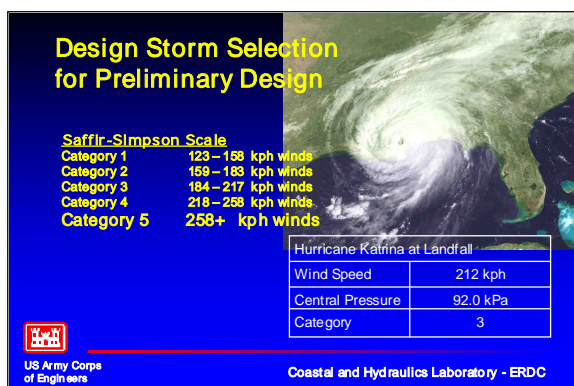 Design Storm Selection
for Preliminary Design
Saffir-Simpson Scale
Category 1 123 – 158 kph winds
Category 2 159 – 183 kph winds
Category 3 184 – 217 kph winds
Category 4 218 – 258 kph winds
Category 5 258+ kph winds
Hurricane Katrina at Landfall
Wind Speed 212 kph
Central Pressure 92.0 kPa
Category 3
US Army Corps
of Engineers
Coastal and Hydraulics Laboratory - ERDC